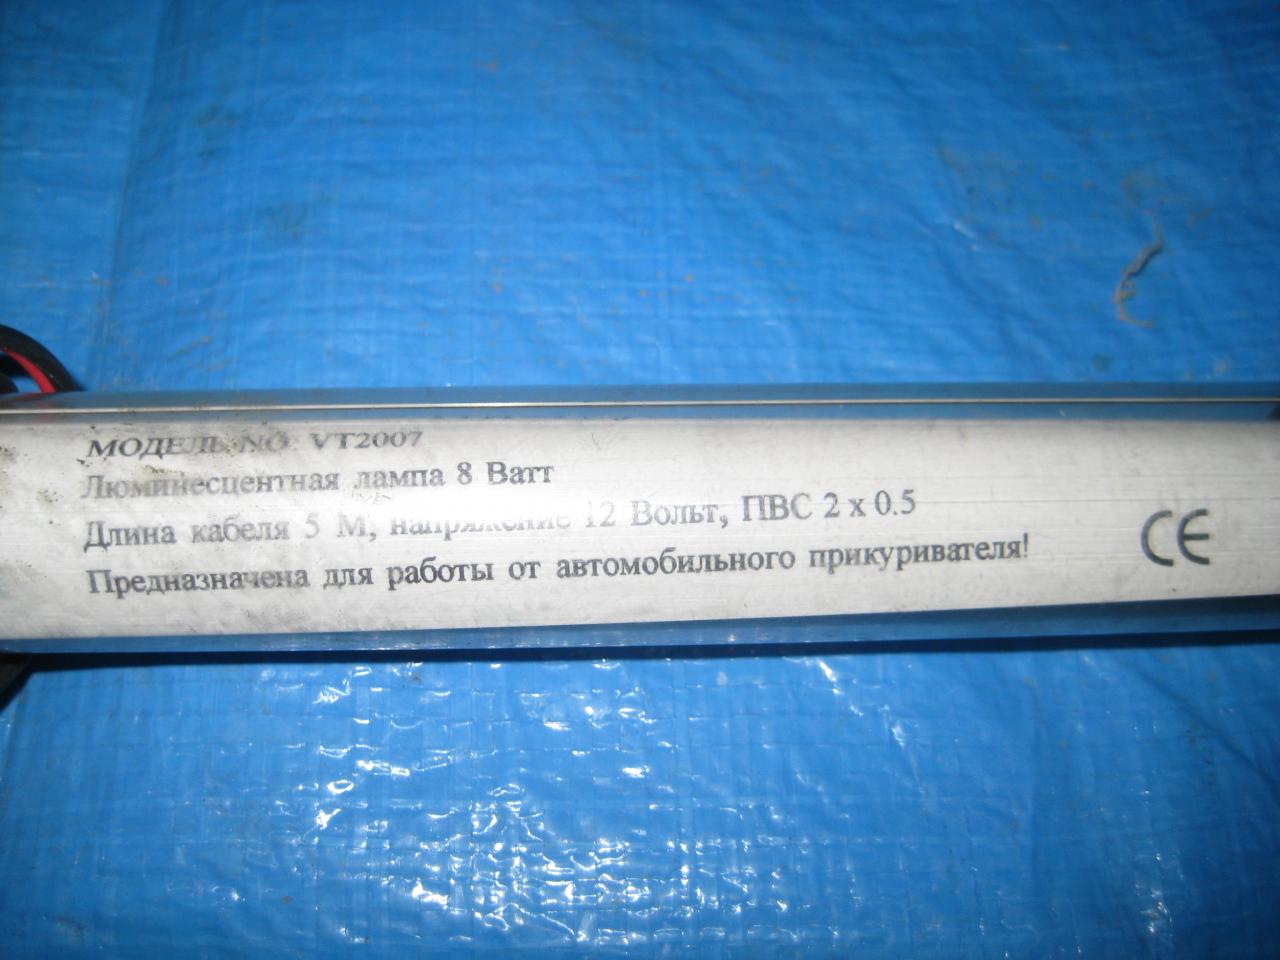 МОДЕЛЬ NO: VT2007
Люминесцентная лампа 8 Ватт
Длина кабеля 5 М, напряжение 12 Вольт, ПВС 2 x 0.5
Предназначена для работы от автомобильного прикуривателя!
CE